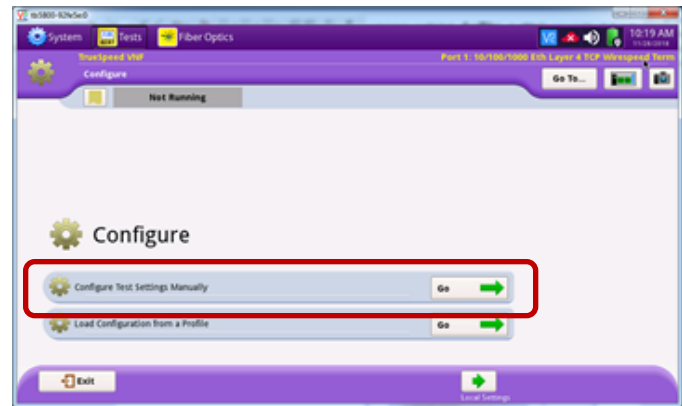 System Tests Fiber Optics
10:19 AM
TrueSpeed VNF Port 1: 10/100/1000 Eth Layer 4 TCP Wirespeed Term
Configure
Go To...
Not Running
Configure
Configure Test Settings Manually Go
Load Configuration from a Profile Go
Exit
Local Settings